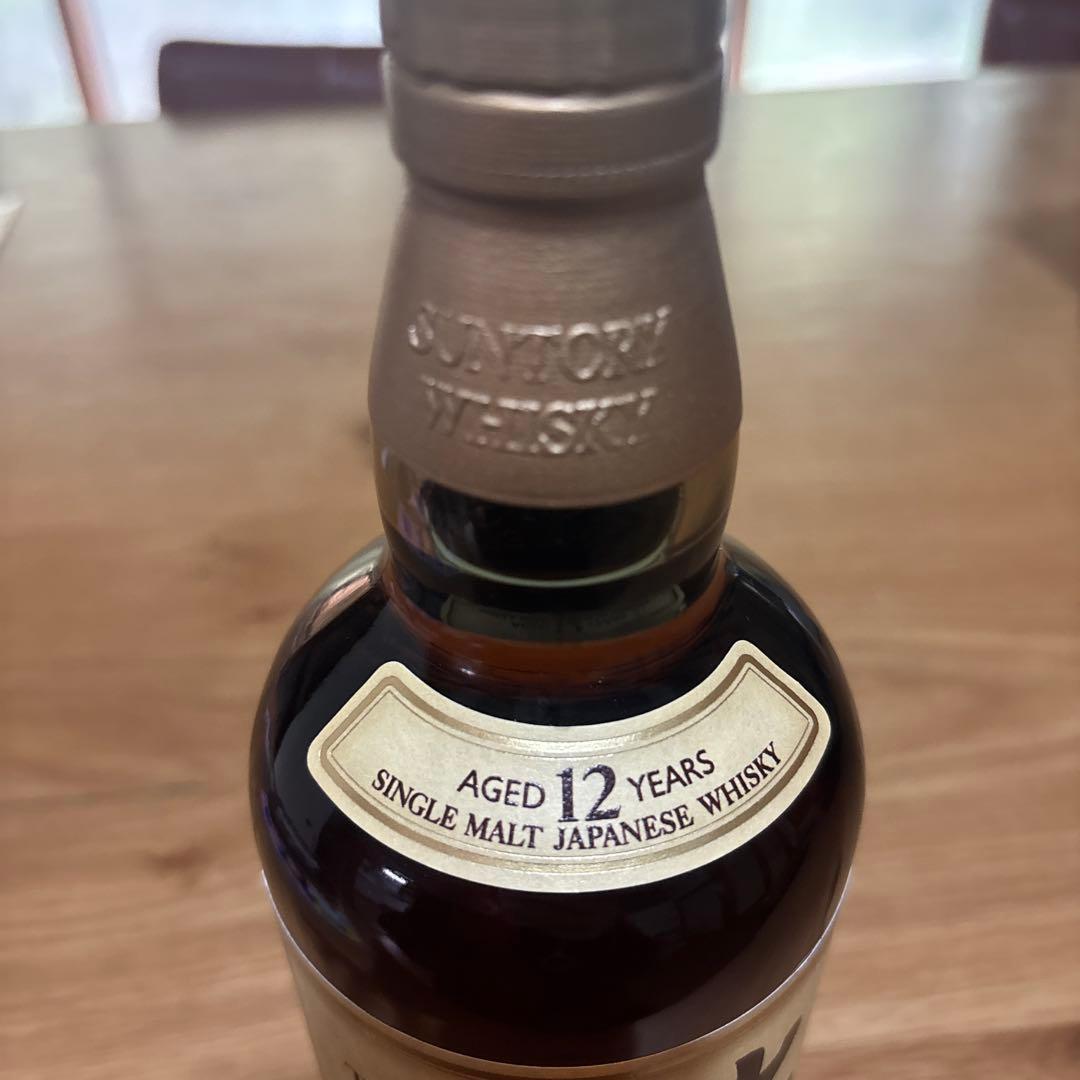 SUNTORY
WHISKY
AGED 12 YEARS
SINGLE MALT JAPANESE WHISKY